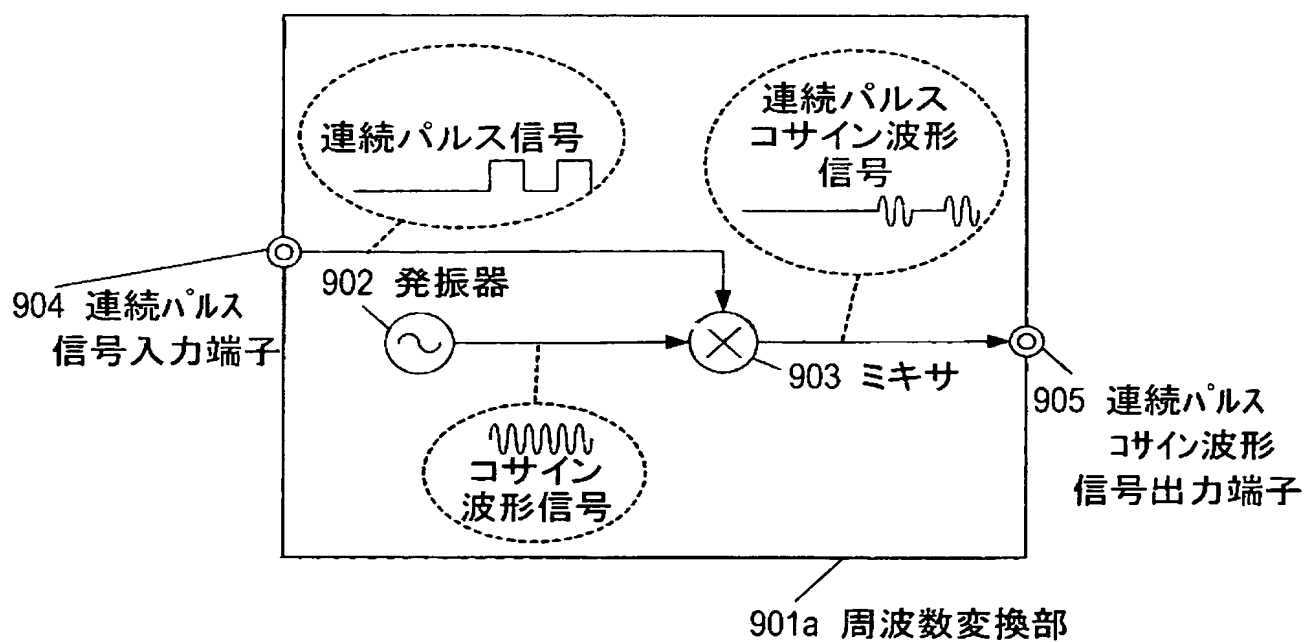 連続パルス信号
連続パルス
コサイン波形
信号
904 連続パルス
信号入力端子
902 発振器
903 ミキサ
905 連続パルス
コサイン波形
信号出力端子
コサイン
波形信号
901a 周波数変換部